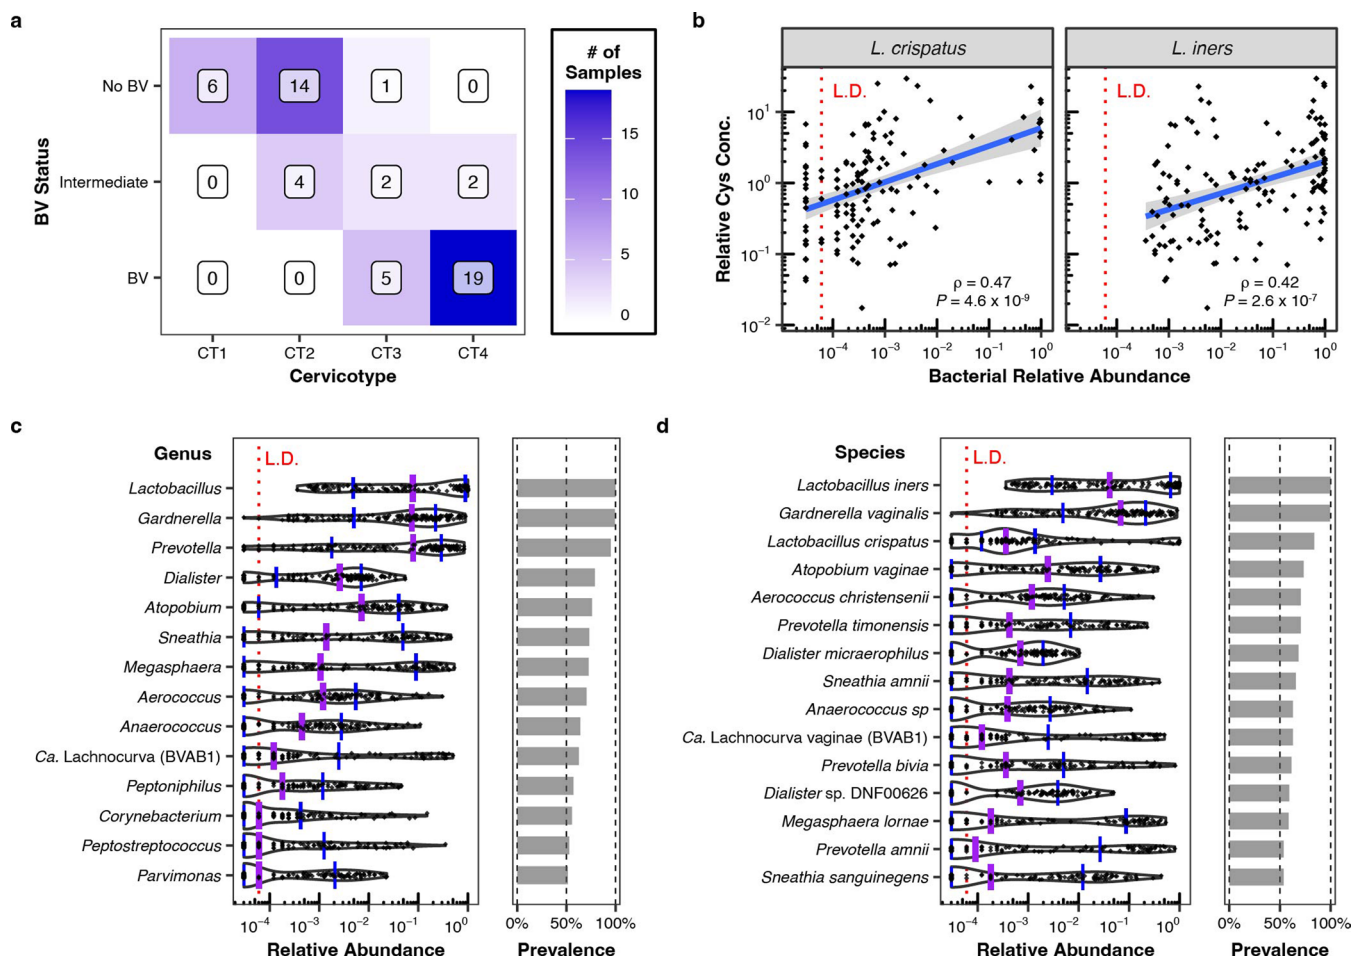 a
No BV
Intermediate
BV
BV Status
6
14
1
0
0
4
2
2
0
0
5
19
CT1
CT2
CT3
CT4
Cervicotype
# of
Samples
15
10
5
0
b
L. crispatus
L. iners
L.D.
L.D.
Relative Cys Conc.
10¹
10⁰
10⁻¹
10⁻²
ρ = 0.47
P = 4.6 x 10⁻⁹
ρ = 0.42
P = 2.6 x 10⁻⁷
10⁻⁴ 10⁻³ 10⁻² 10⁻¹ 10⁰
10⁻⁴ 10⁻³ 10⁻² 10⁻¹ 10⁰
Bacterial Relative Abundance
c
Genus
L.D.
Lactobacillus
Gardnerella
Prevotella
Dialister
Atopobium
Sneathia
Megasphaera
Aerococcus
Anaerococcus
Ca. Lachnocurva (BVAB1)
Peptoniphilus
Corynebacterium
Peptostreptococcus
Parvimonas
10⁻⁴ 10⁻³ 10⁻² 10⁻¹ 10⁰
Relative Abundance
0% 50% 100%
Prevalence
d
Species
L.D.
Lactobacillus iners
Gardnerella vaginalis
Lactobacillus crispatus
Atopobium vaginae
Aerococcus christensenii
Prevotella timonensis
Dialister micraerophilus
Sneathia amnii
Anaerococcus sp
Ca. Lachnocurva vaginae (BVAB1)
Prevotella bivia
Dialister sp. DNF00626
Megasphaera lornae
Prevotella amnii
Sneathia sanguinegens
10⁻⁴ 10⁻³ 10⁻² 10⁻¹ 10⁰
Relative Abundance
0% 50% 100%
Prevalence